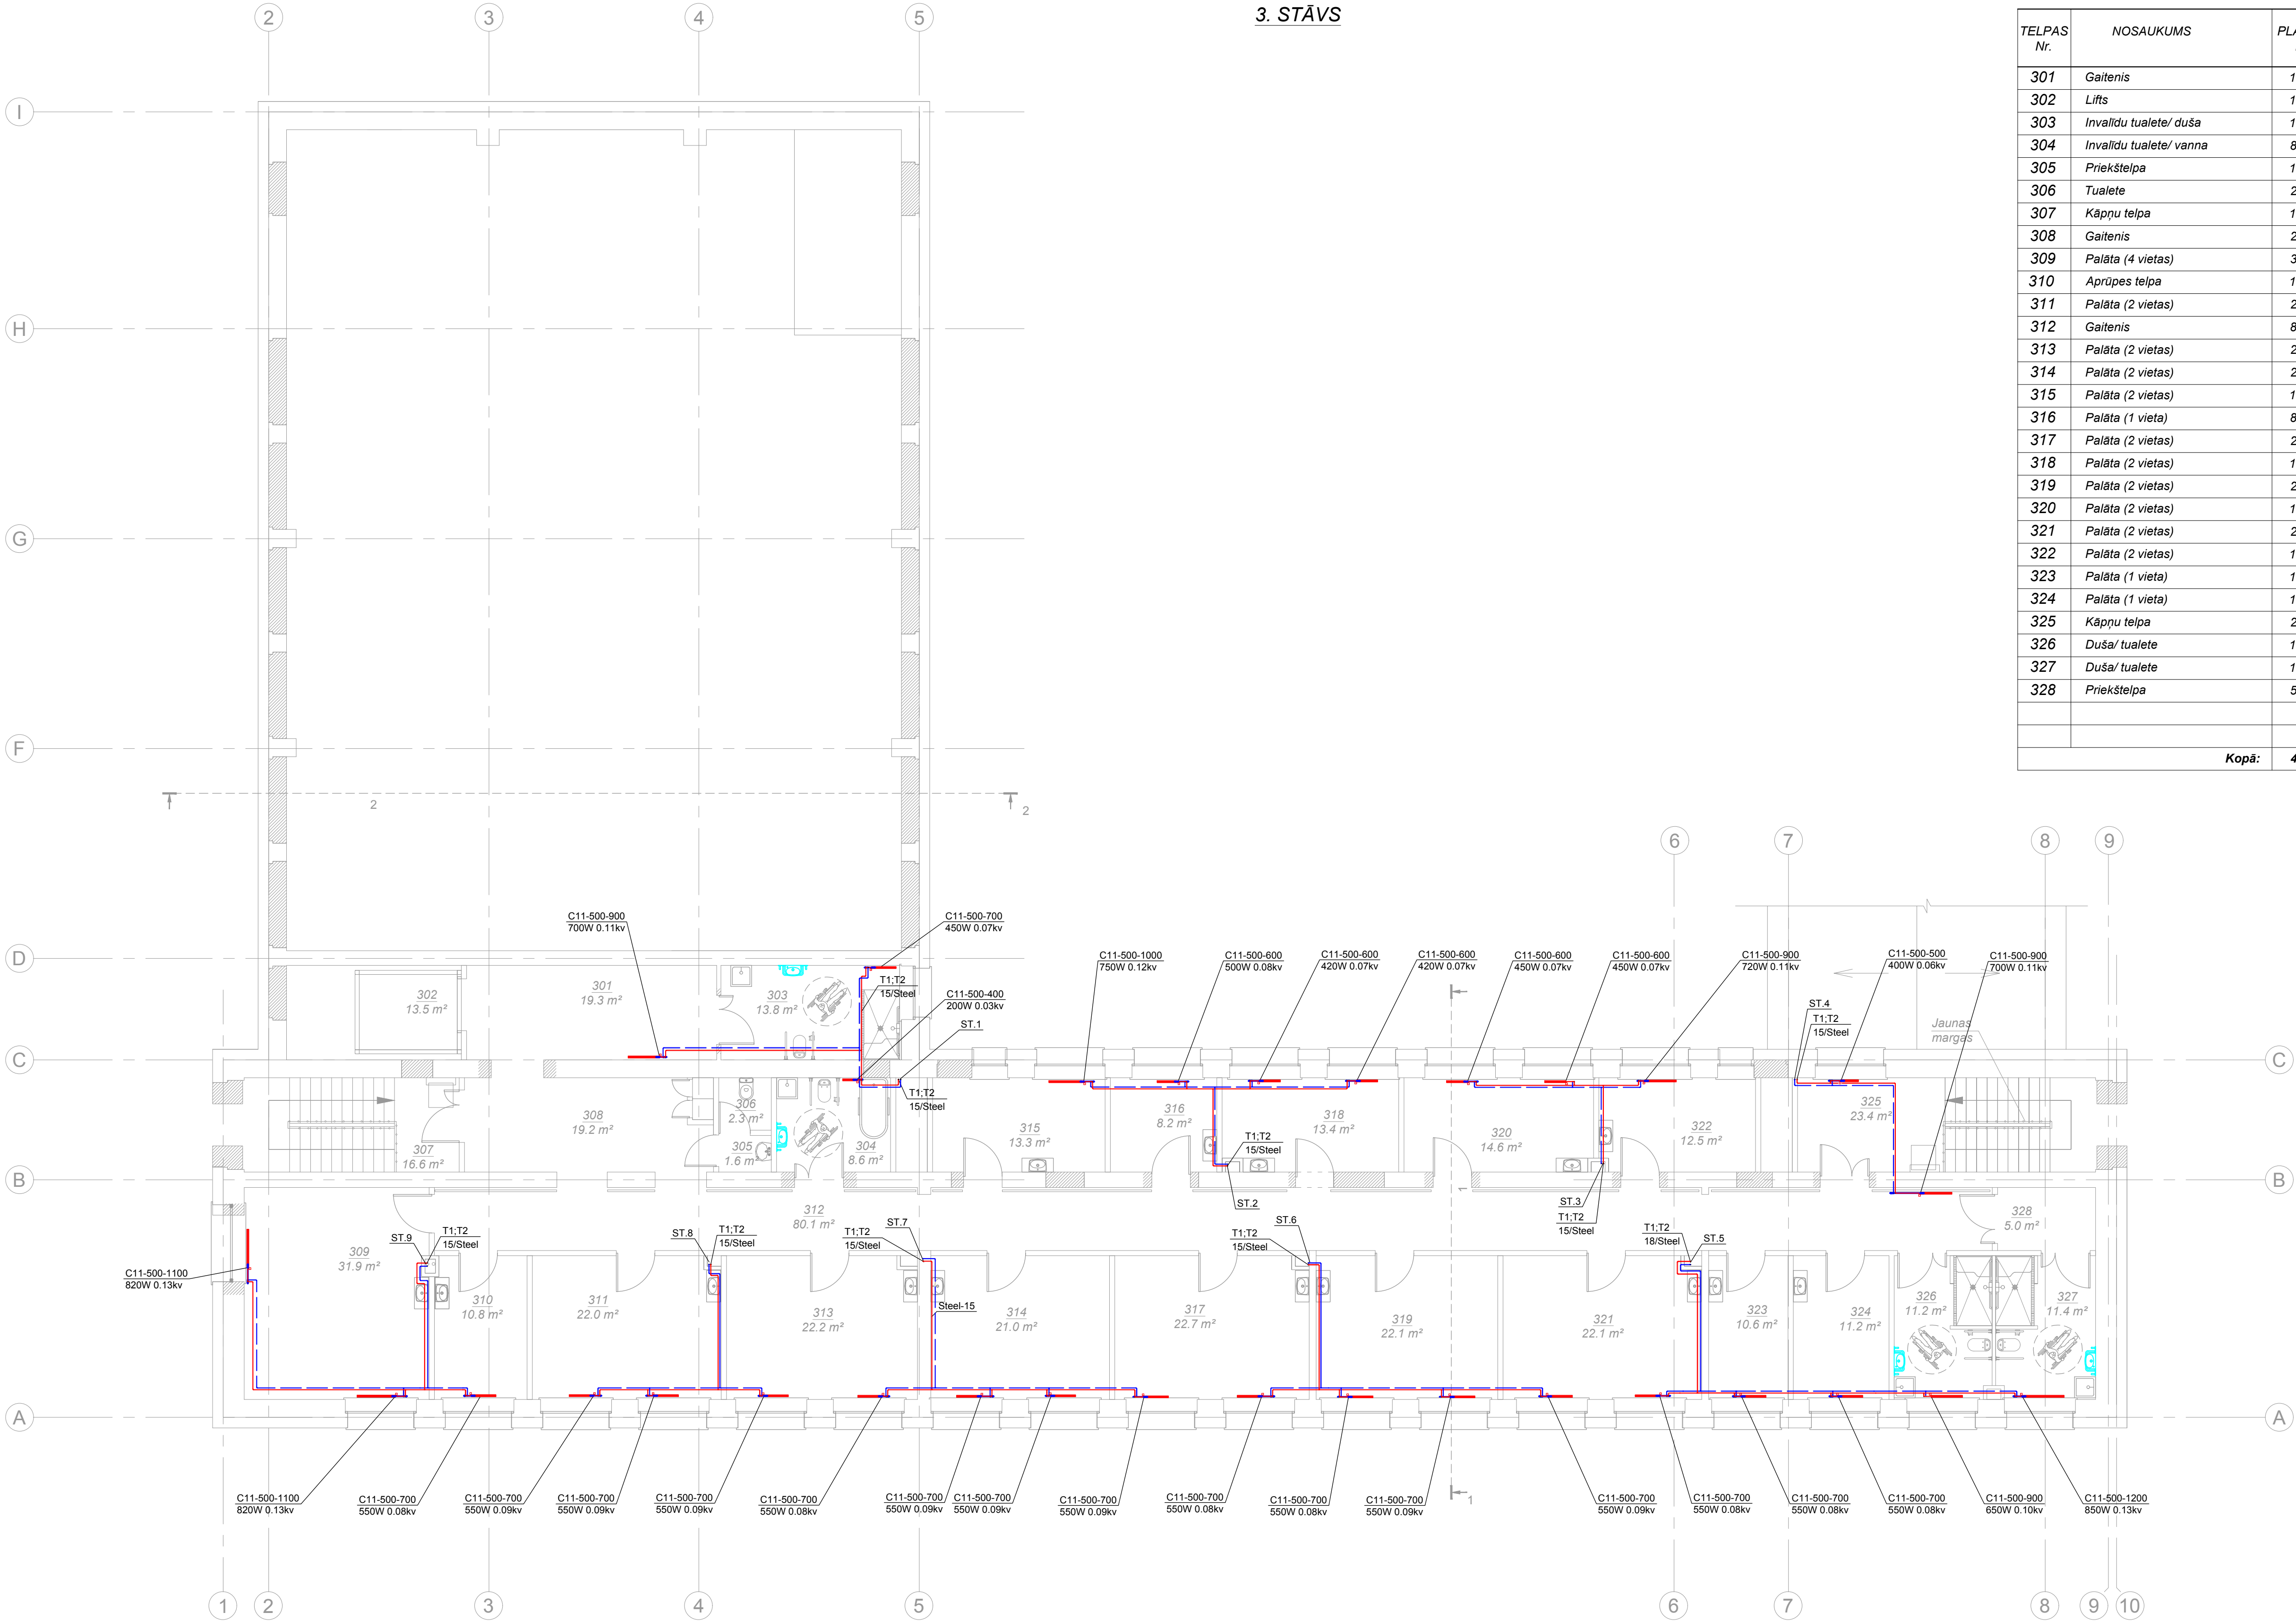 3. STĀVS
2
3
4
5
I
H
G
F
D
C
B
A
TELPAS
Nr.
NOSAUKUMS
301 Gaitenis
302 Lifts
303 Invalīdu tualete/ duša
304 Invalīdu tualete/ vanna
305 Priekštelpa
306 Tualete
307 Kāpņu telpa
308 Gaitenis
309 Palāta (4 vietas)
310 Aprūpes telpa
311 Palāta (2 vietas)
312 Gaitenis
313 Palāta (2 vietas)
314 Palāta (2 vietas)
315 Palāta (2 vietas)
316 Palāta (1 vieta)
317 Palāta (2 vietas)
318 Palāta (2 vietas)
319 Palāta (2 vietas)
320 Palāta (2 vietas)
321 Palāta (2 vietas)
322 Palāta (2 vietas)
323 Palāta (1 vieta)
324 Palāta (1 vieta)
325 Kāpņu telpa
326 Duša/ tualete
327 Duša/ tualete
328 Priekštelpa
Kopā:
2
2
6
7
8
9
C11-500-900
700W 0.11kv
C11-500-700
450W 0.07kv
C11-500-1000
750W 0.12kv
C11-500-600
500W 0.08kv
C11-500-600
420W 0.07kv
C11-500-600
420W 0.07kv
C11-500-600
450W 0.07kv
C11-500-600
450W 0.07kv
C11-500-900
720W 0.11kv
C11-500-500
400W 0.06kv
C11-500-900
700W 0.11kv
302
13.5 m²
301
19.3 m²
303
13.8 m²
T1;T2
15/Steel
C11-500-400
200W 0.03kv
ST.1
T1;T2
15/Steel
ST.4
T1;T2
15/Steel
Jaunas
margas
C
307
16.6 m²
308
19.2 m²
306
2.3 m²
305
1.6 m²
304
8.6 m²
315
13.3 m²
316
8.2 m²
T1;T2
15/Steel
318
13.4 m²
320
14.6 m²
322
12.5 m²
325
23.4 m²
B
ST.2
ST.3
T1;T2
15/Steel
1
309
31.9 m²
ST.9
T1;T2
15/Steel
312
80.1 m²
ST.8
T1;T2
15/Steel
ST.7
T1;T2
15/Steel
ST.6
T1;T2
15/Steel
T1;T2
18/Steel
ST.5
328
5.0 m²
C11-500-1100
820W 0.13kv
310
10.8 m²
311
22.0 m²
313
22.2 m²
Steel-15
314
21.0 m²
317
22.7 m²
319
22.1 m²
321
22.1 m²
323
10.6 m²
324
11.2 m²
326
11.2 m²
327
11.4 m²
A
C11-500-1100
820W 0.13kv
C11-500-700
550W 0.08kv
C11-500-700
550W 0.09kv
C11-500-700
550W 0.09kv
C11-500-700
550W 0.09kv
C11-500-700
550W 0.08kv
C11-500-700
550W 0.09kv
C11-500-700
550W 0.09kv
C11-500-700
550W 0.09kv
C11-500-700
550W 0.08kv
C11-500-700
550W 0.08kv
C11-500-700
550W 0.09kv
1
C11-500-700
550W 0.09kv
C11-500-700
550W 0.08kv
C11-500-700
550W 0.08kv
C11-500-700
550W 0.08kv
C11-500-900
650W 0.10kv
C11-500-1200
850W 0.13kv
1
2
3
4
5
6
7
8
9
10